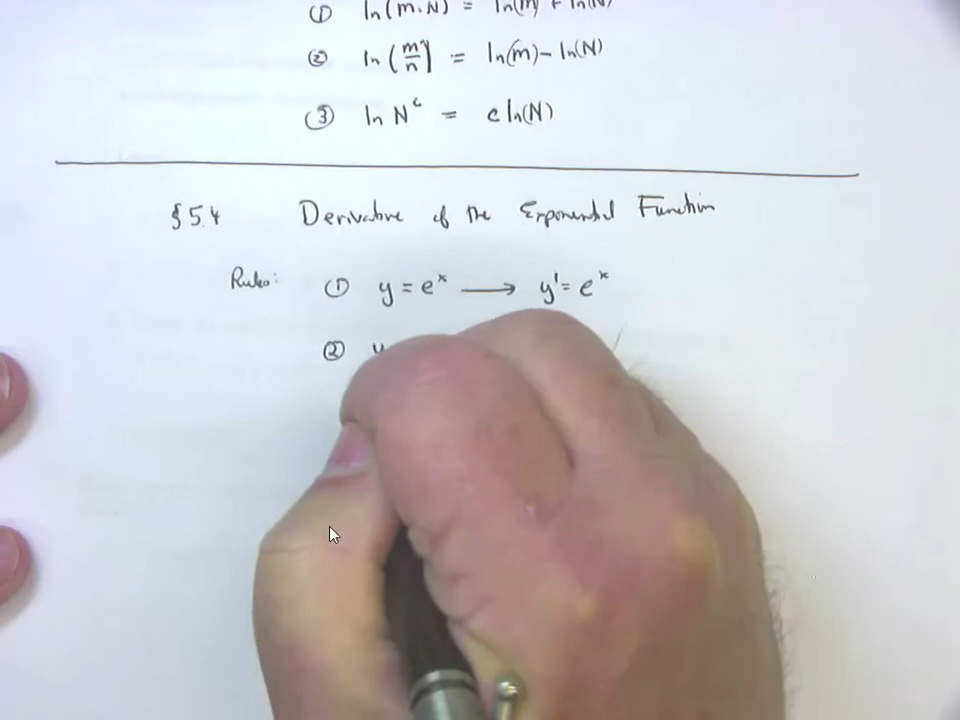 ① ln(M·N) = ln(M) + ln(N)
② ln(m/n) = ln(m) - ln(N)
③ ln N^c = c ln(N)
§ 5.4 Derivative of the Exponential Function
Rules: ① y = e^x → y' = e^x
② y